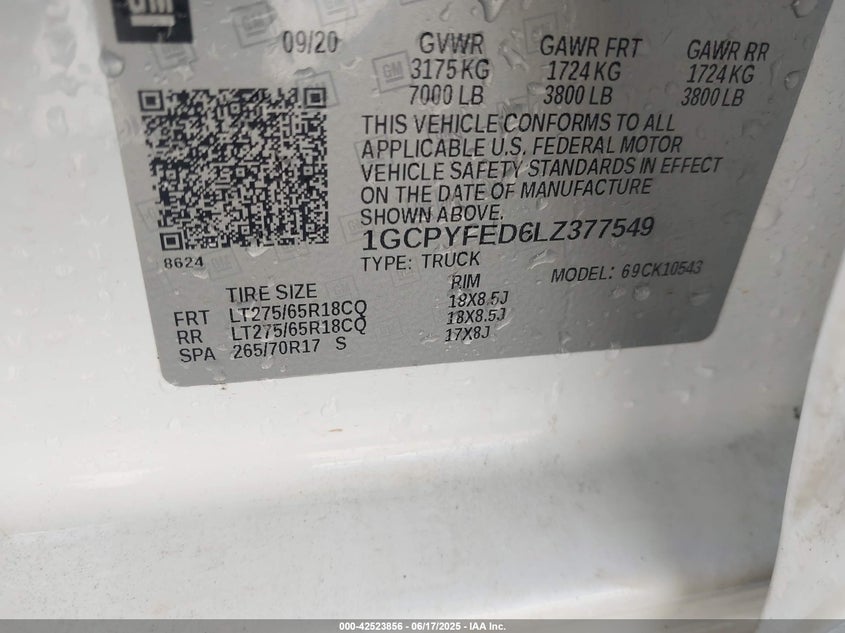 GM
09/20 GVWR GAWR FRT GAWR RR
3175 KG 1724 KG 1724 KG
7000 LB 3800 LB 3800 LB
THIS VEHICLE CONFORMS TO ALL
APPLICABLE U.S. FEDERAL MOTOR
VEHICLE SAFETY STANDARDS IN EFFECT
ON THE DATE OF MANUFACTURE
SHOWN ABOVE.
1GCPYFED6LZ377549
8624
TYPE: TRUCK MODEL: 69CK10543
TIRE SIZE RIM
FRT LT275/65R18CQ 18X8.5J
RR LT275/65R18CQ 18X8.5J
SPA 265/70R17 S 17X8J
000-42523856 - 06/17/2025 - IAA Inc.